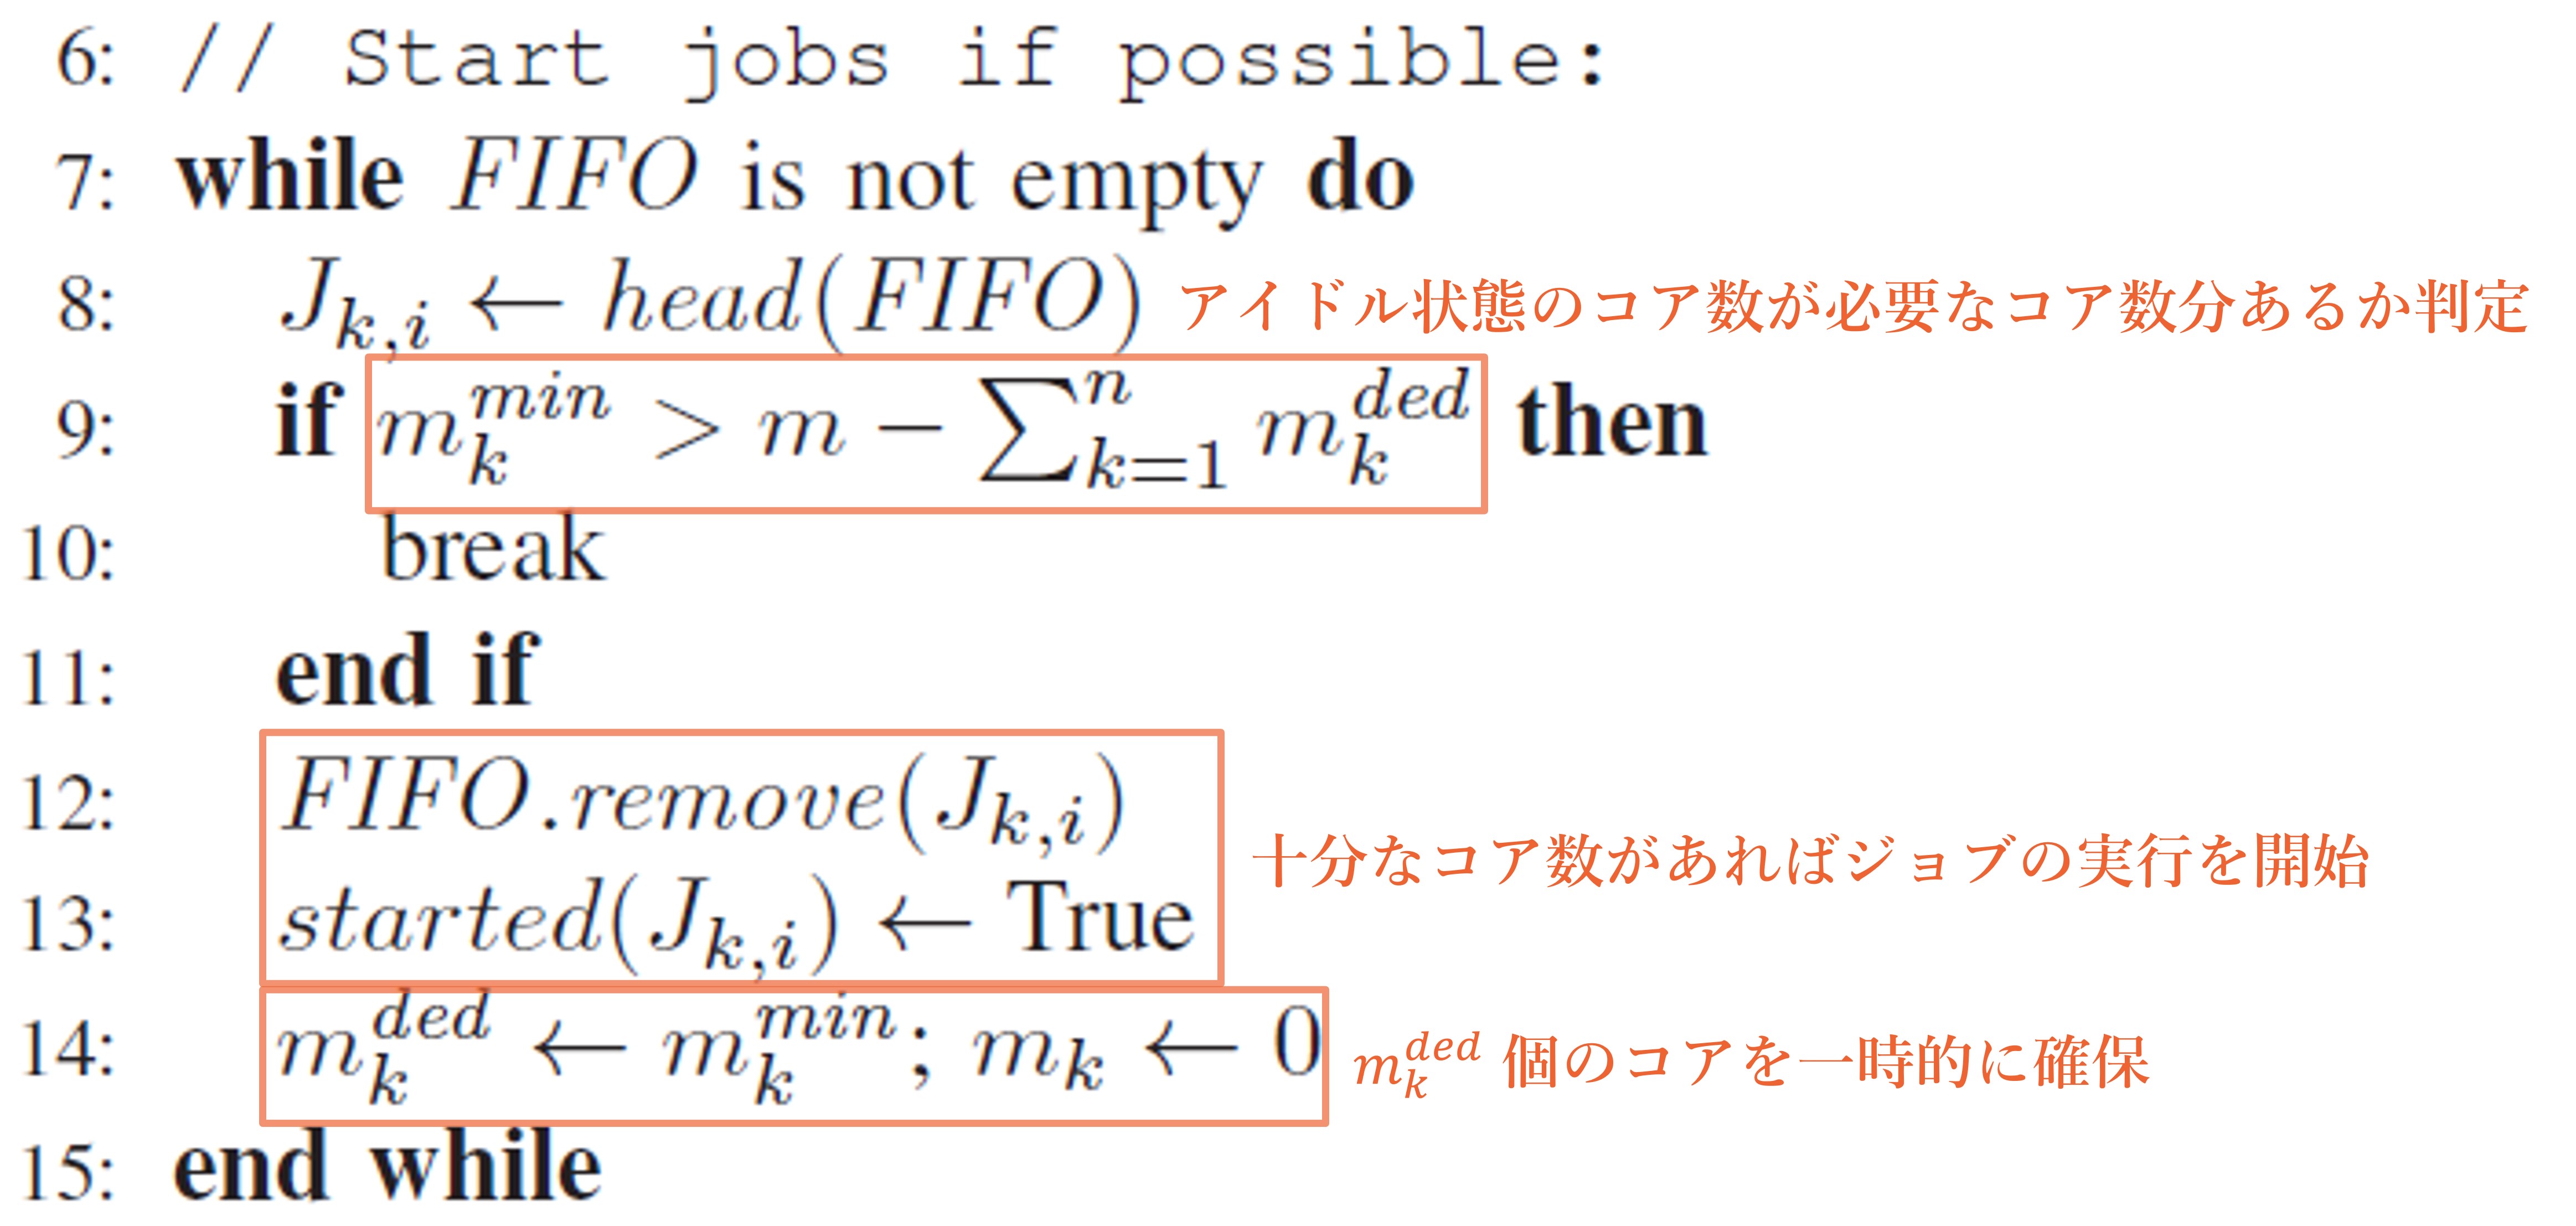 6: // Start jobs if possible:
7: while FIFO is not empty do
8: J_{k,i} ← head(FIFO) アイドル状態のコア数が必要なコア数分あるか判定
9: if m_k^{min} > m − ∑_{k=1}^{n} m_k^{ded} then
10: break
11: end if
12: FIFO.remove(J_{k,i})
十分なコア数があればジョブの実行を開始
13: started(J_{k,i}) ← True
14: m_k^{ded} ← m_k^{min}; m_k ← 0 m_k^{ded} 個のコアを一時的に確保
15: end while